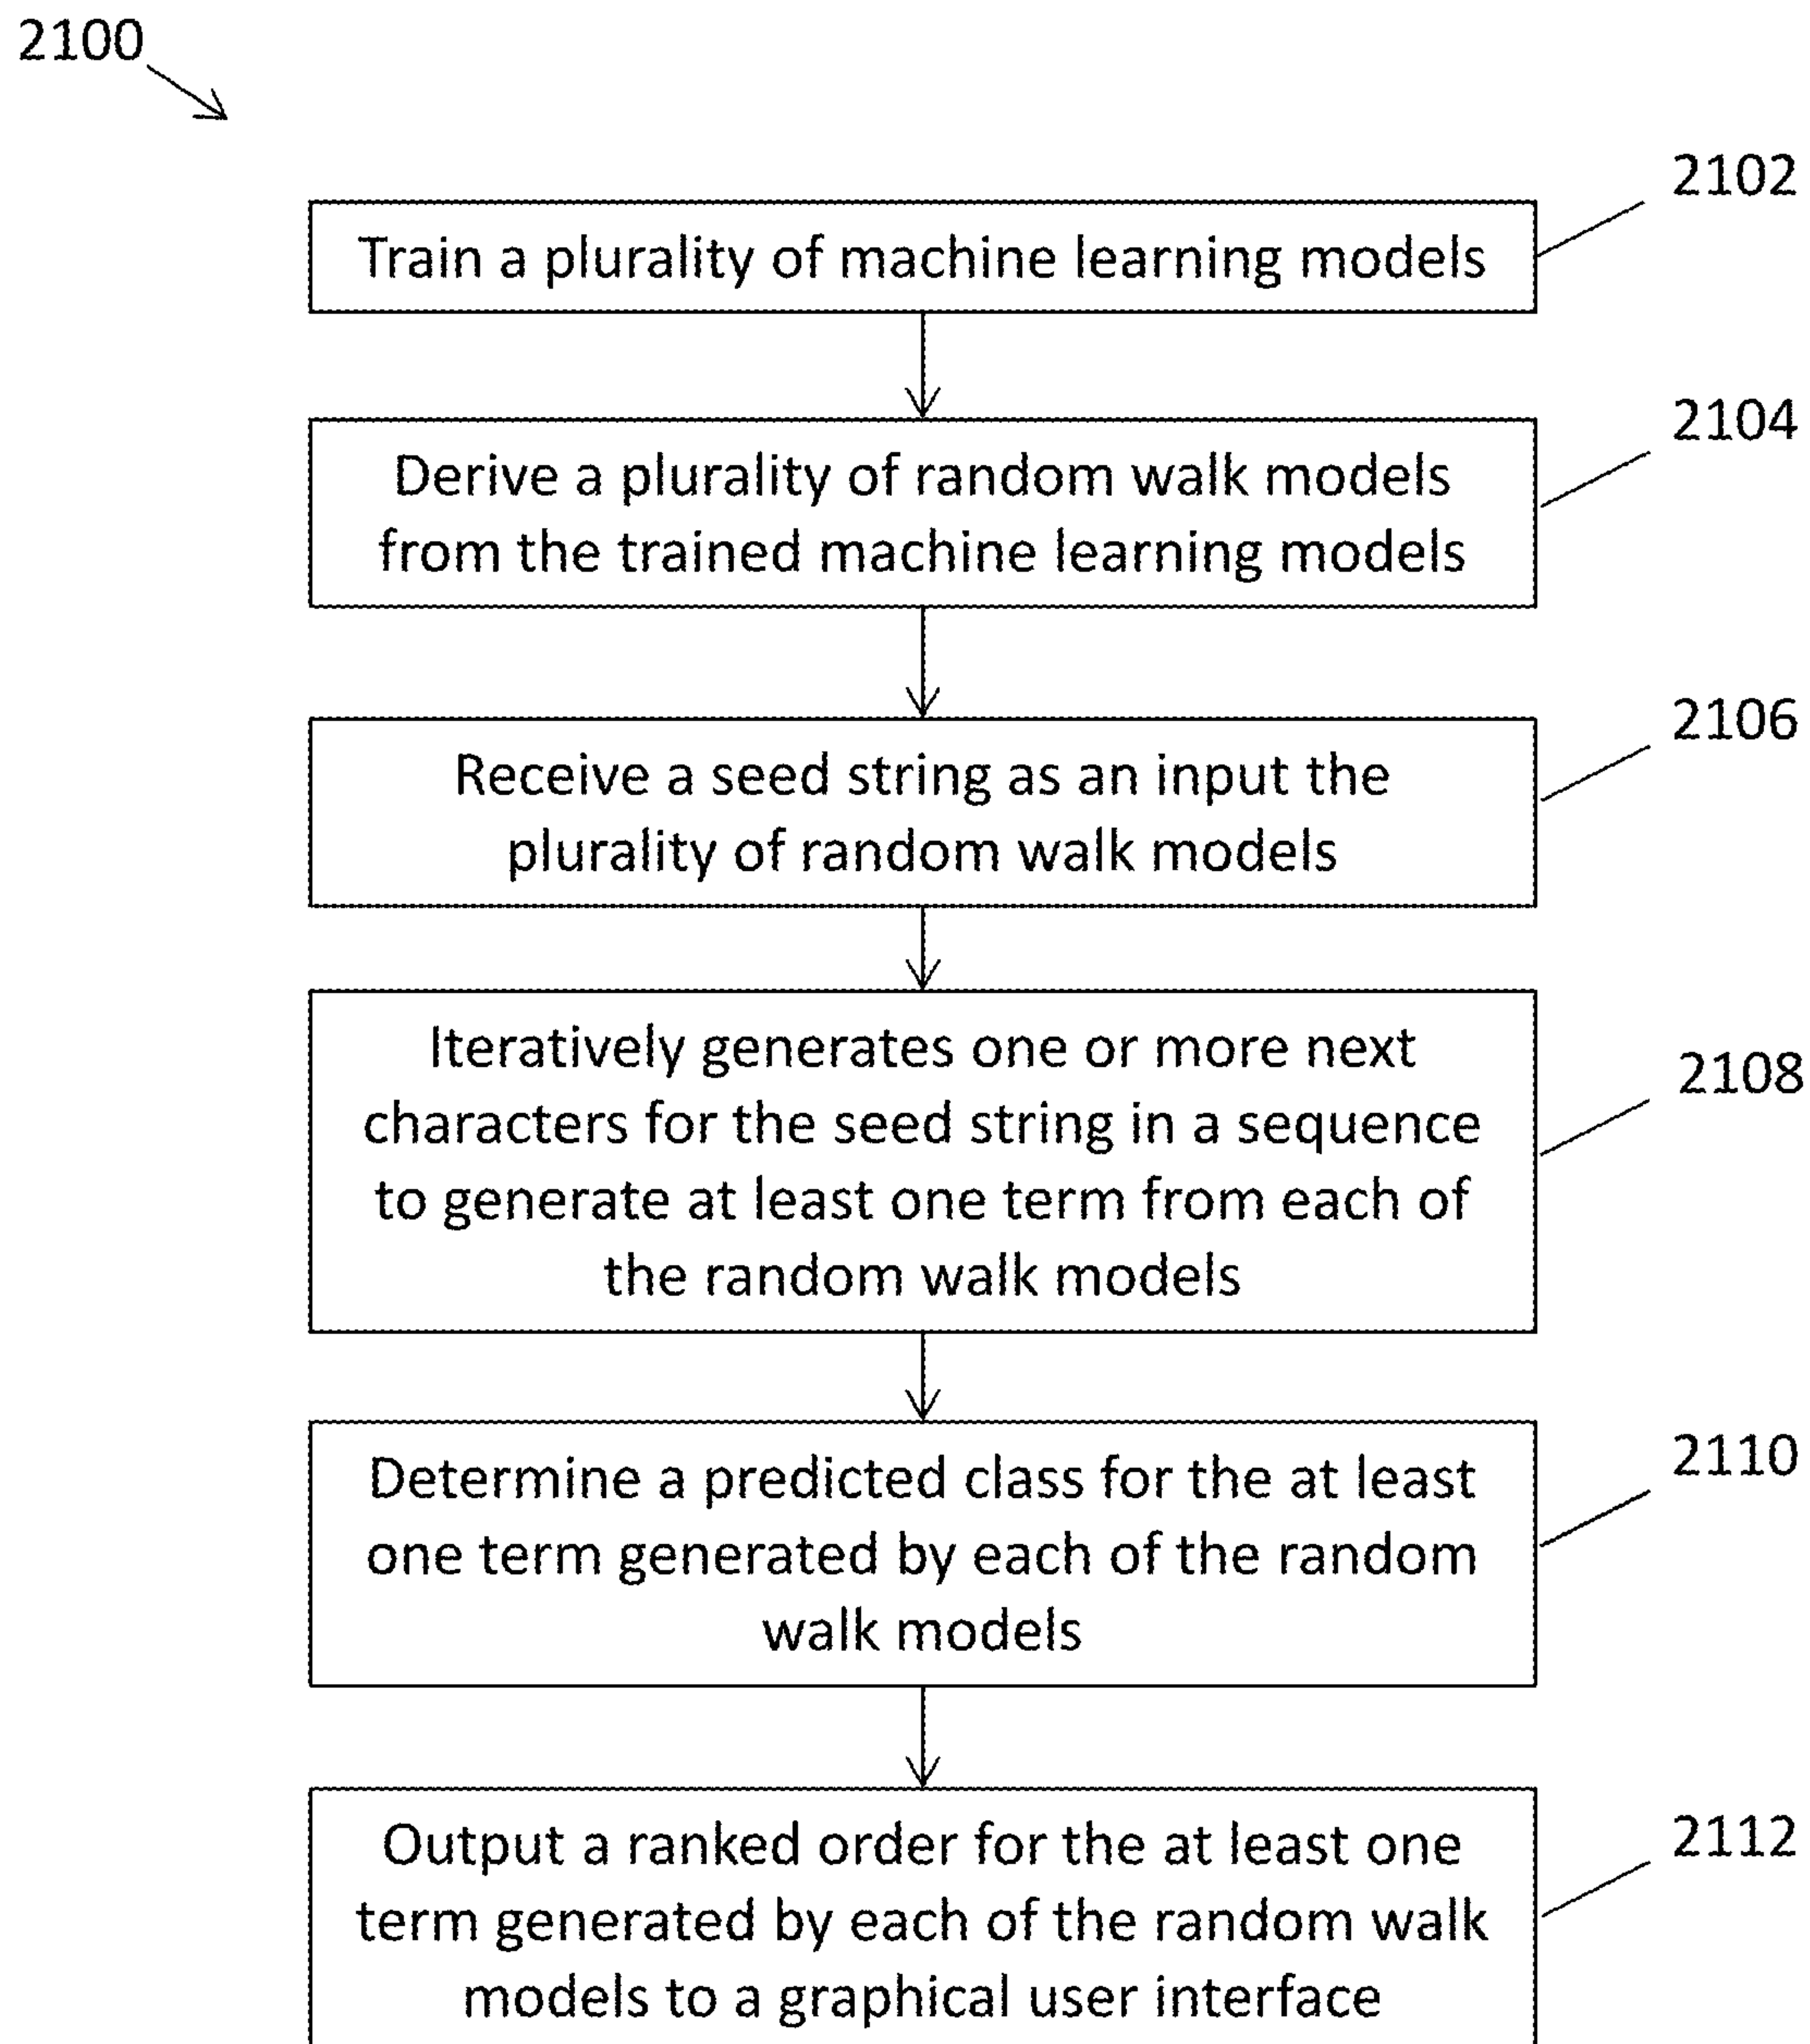 2100
2102
Train a plurality of machine learning models
2104
Derive a plurality of random walk models
from the trained machine learning models
2106
Receive a seed string as an input the
plurality of random walk models
2108
Iteratively generates one or more next
characters for the seed string in a sequence
to generate at least one term from each of
the random walk models
2110
Determine a predicted class for the at least
one term generated by each of the random
walk models
2112
Output a ranked order for the at least one
term generated by each of the random walk
models to a graphical user interface